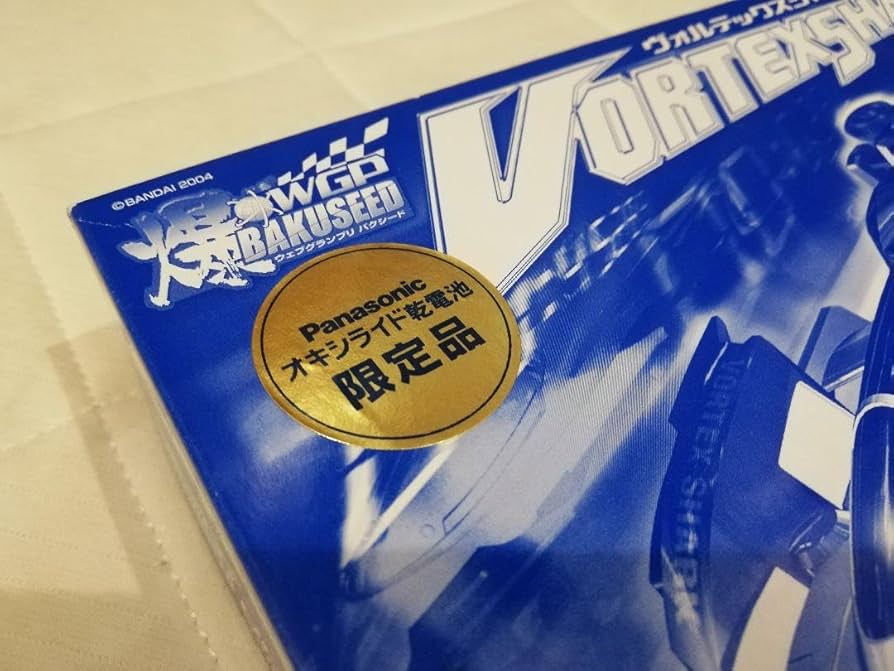 ヴォルテックス
VORTEXSH
©BANDAI 2004
爆
WGP
BAKUSEED
ウェブグランプリ バクシード
Panasonic
オキシライド乾電池
限定品
VORTEX SHARK